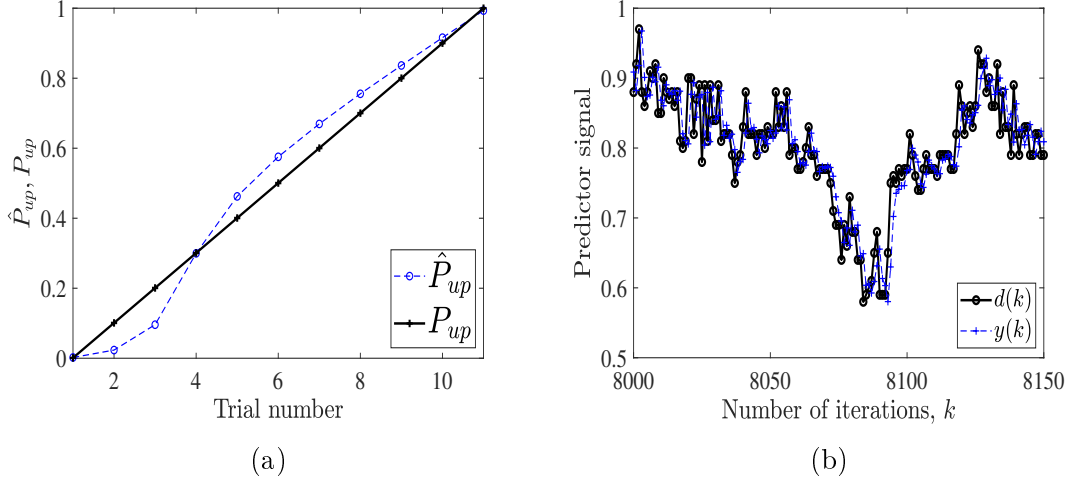 1
0.8
0.6
0.4
0.2
0
2
4
6
8
10
P̂up, Pup
Trial number
P̂up
Pup
(a)
1
0.9
0.8
0.7
0.6
0.5
8000
8050
8100
8150
Predictor signal
Number of iterations, k
d(k)
y(k)
(b)